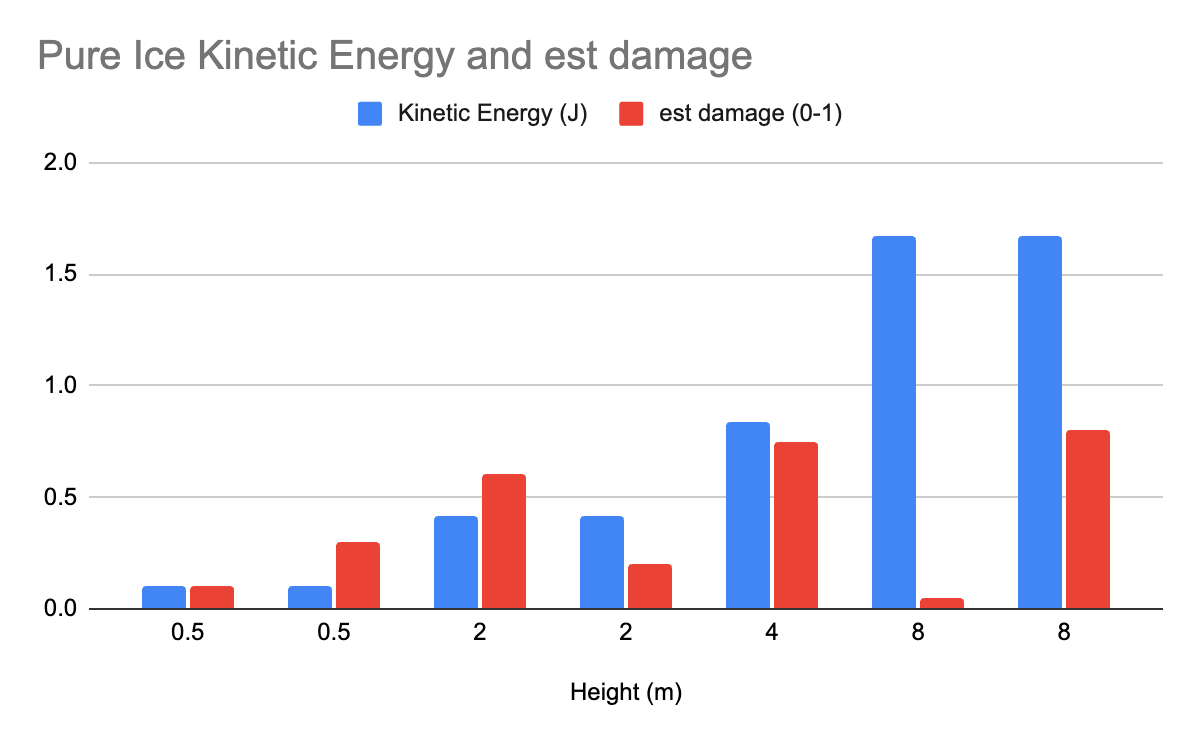 Pure Ice Kinetic Energy and est damage
Kinetic Energy (J) est damage (0-1)
2.0
1.5
1.0
0.5
0.0
0.5 0.5 2 2 4 8 8
Height (m)